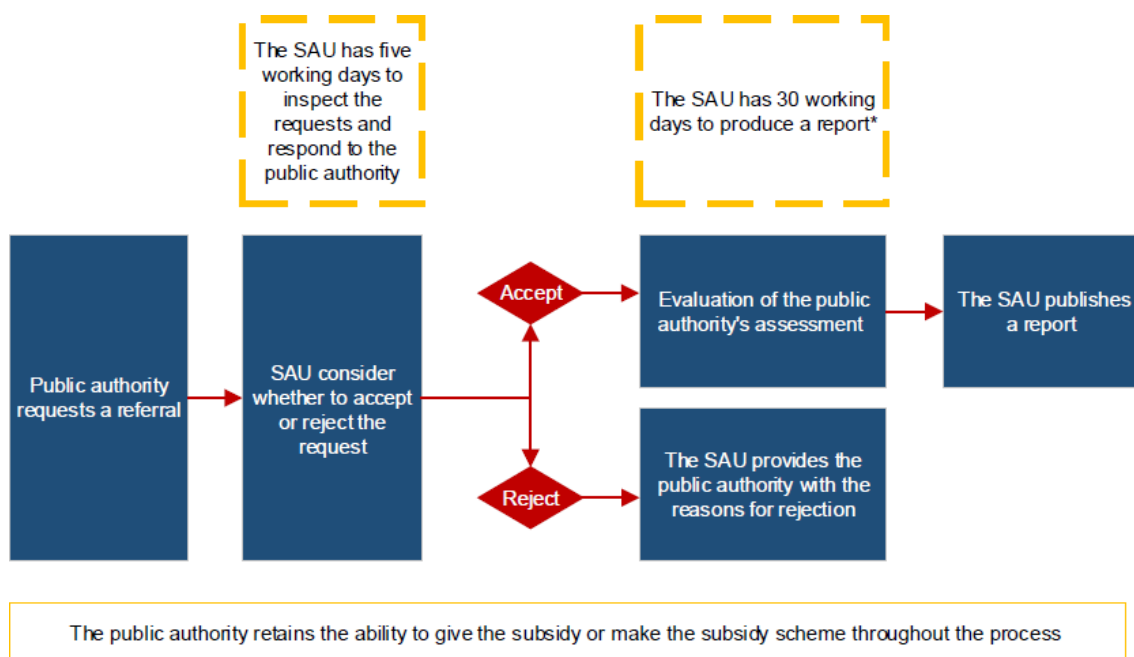 The SAU has five
working days to
inspect the
requests and
respond to the
public authority
The SAU has 30 working
days to produce a report*
Public authority
requests a referral
SAU consider
whether to accept
or reject the
request
Accept
Reject
Evaluation of the public
authority's assessment
The SAU publishes
a report
The SAU provides the
public authority with the
reasons for rejection
The public authority retains the ability to give the subsidy or make the subsidy scheme throughout the process